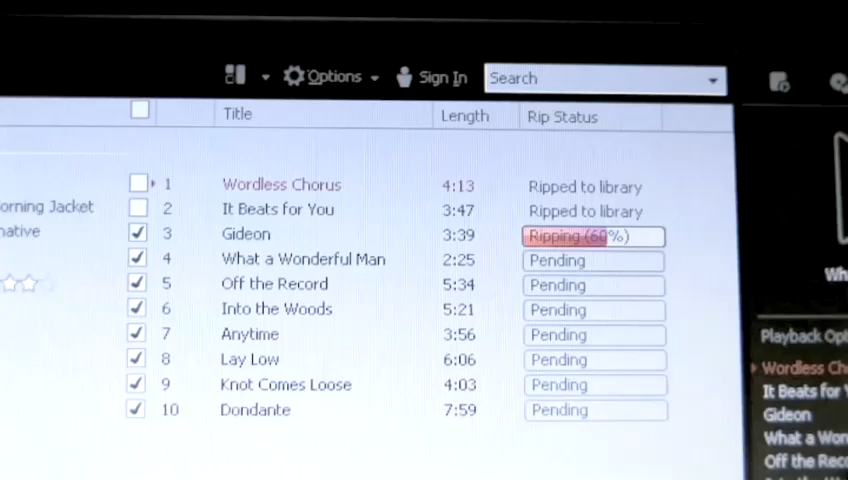 Options Sign In Search
Title Length Rip Status
1 Wordless Chorus 4:13 Ripped to library
orning Jacket 2 It Beats for You 3:47 Ripped to library
native 3 Gideon 3:39 Ripping (60%)
4 What a Wonderful Man 2:25 Pending
5 Off the Record 5:34 Pending
6 Into the Woods 5:21 Pending
7 Anytime 3:56 Pending
8 Lay Low 6:06 Pending
9 Knot Comes Loose 4:03 Pending
10 Dondante 7:59 Pending
Wh
Playback Opt
Wordless Cho
It Beats for Y
Gideon
What a Won
Off the Reco